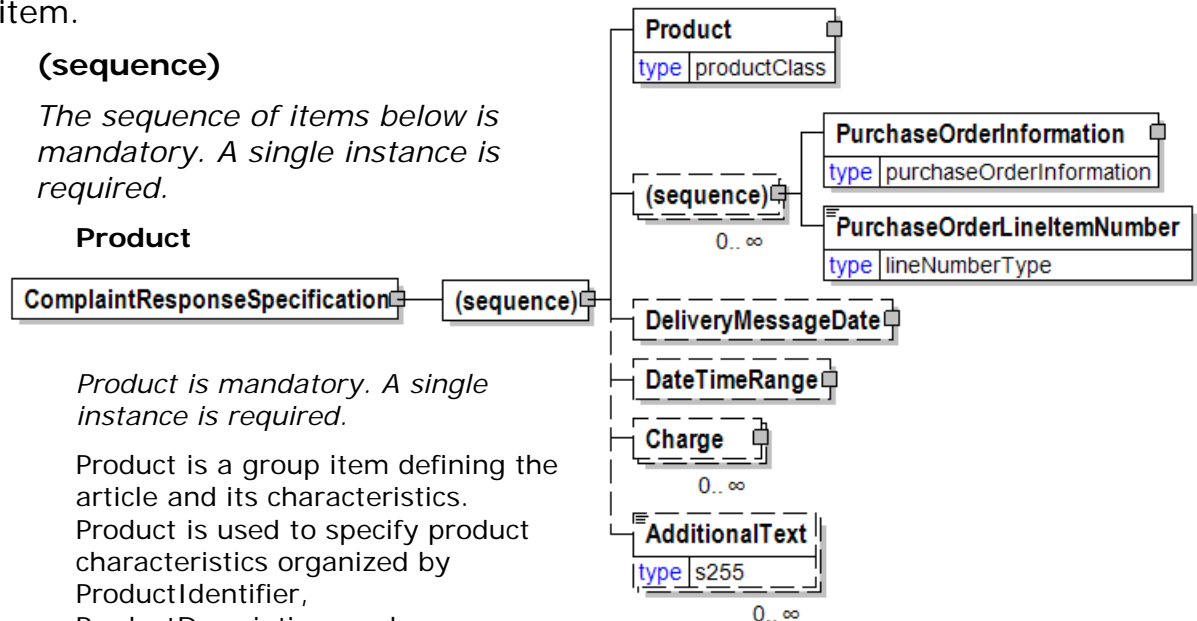 item.
(sequence)
The sequence of items below is
mandatory. A single instance is
required.
Product
Product is mandatory. A single
instance is required.
Product is a group item defining the
article and its characteristics.
Product is used to specify product
characteristics organized by
ProductIdentifier,
ComplaintResponseSpecification
(sequence)
Product
type productClass
(sequence)
0.. ∞
PurchaseOrderInformation
type purchaseOrderInformation
PurchaseOrderLineItemNumber
type lineNumberType
DeliveryMessageDate
DateTimeRange
Charge
0.. ∞
AdditionalText
type s255
0.. ∞